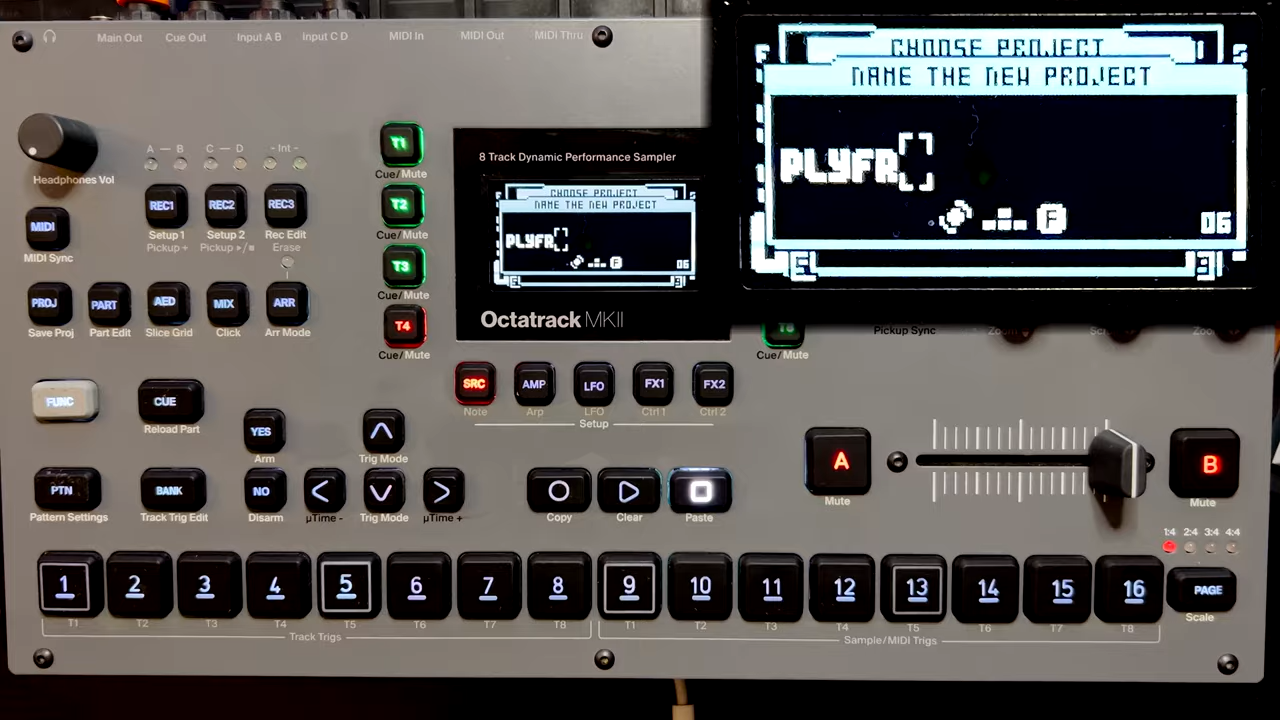 Main Out Cue Out Input A B Input C D MIDI In MIDI Out MIDI Thru
CHOOSE PROJECT
NAME THE NEW PROJECT
PLYFR
F
06
Headphones Vol
A — B C — D - Int -
REC1 REC2 REC3
Setup 1 Setup 2 Rec Edit
Pickup + Pickup ▹/■ Erase
MIDI
MIDI Sync
PROJ PART AED MIX ARR
Save Proj Part Edit Slice Grid Click Arr Mode
T1
Cue/Mute
T2
Cue/Mute
T3
Cue/Mute
T4
Cue/Mute
8 Track Dynamic Performance Sampler
CHOOSE PROJECT
NAME THE NEW PROJECT
PLYFR
F
06
Octatrack MKII
T8
Cue/Mute
Pickup Sync
Zoom
SRC AMP LFO FX1 FX2
Note Arp LFO Ctrl 1 Ctrl 2
Setup
FUNC CUE
Reload Part
YES
Arm Trig Mode
PTN BANK NO
Pattern Settings Track Trig Edit Disarm µTime - Trig Mode µTime +
Copy Clear Paste
A
Mute
B
Mute
1:4 2:4 3:4 4:4
1 2 3 4 5 6 7 8 9 10 11 12 13 14 15 16
PAGE
Scale
T1 T2 T3 T4 T5 T6 T7 T8 T1 T2 T3 T4 T5 T6 T7 T8
Track Trigs Sample/MIDI Trigs